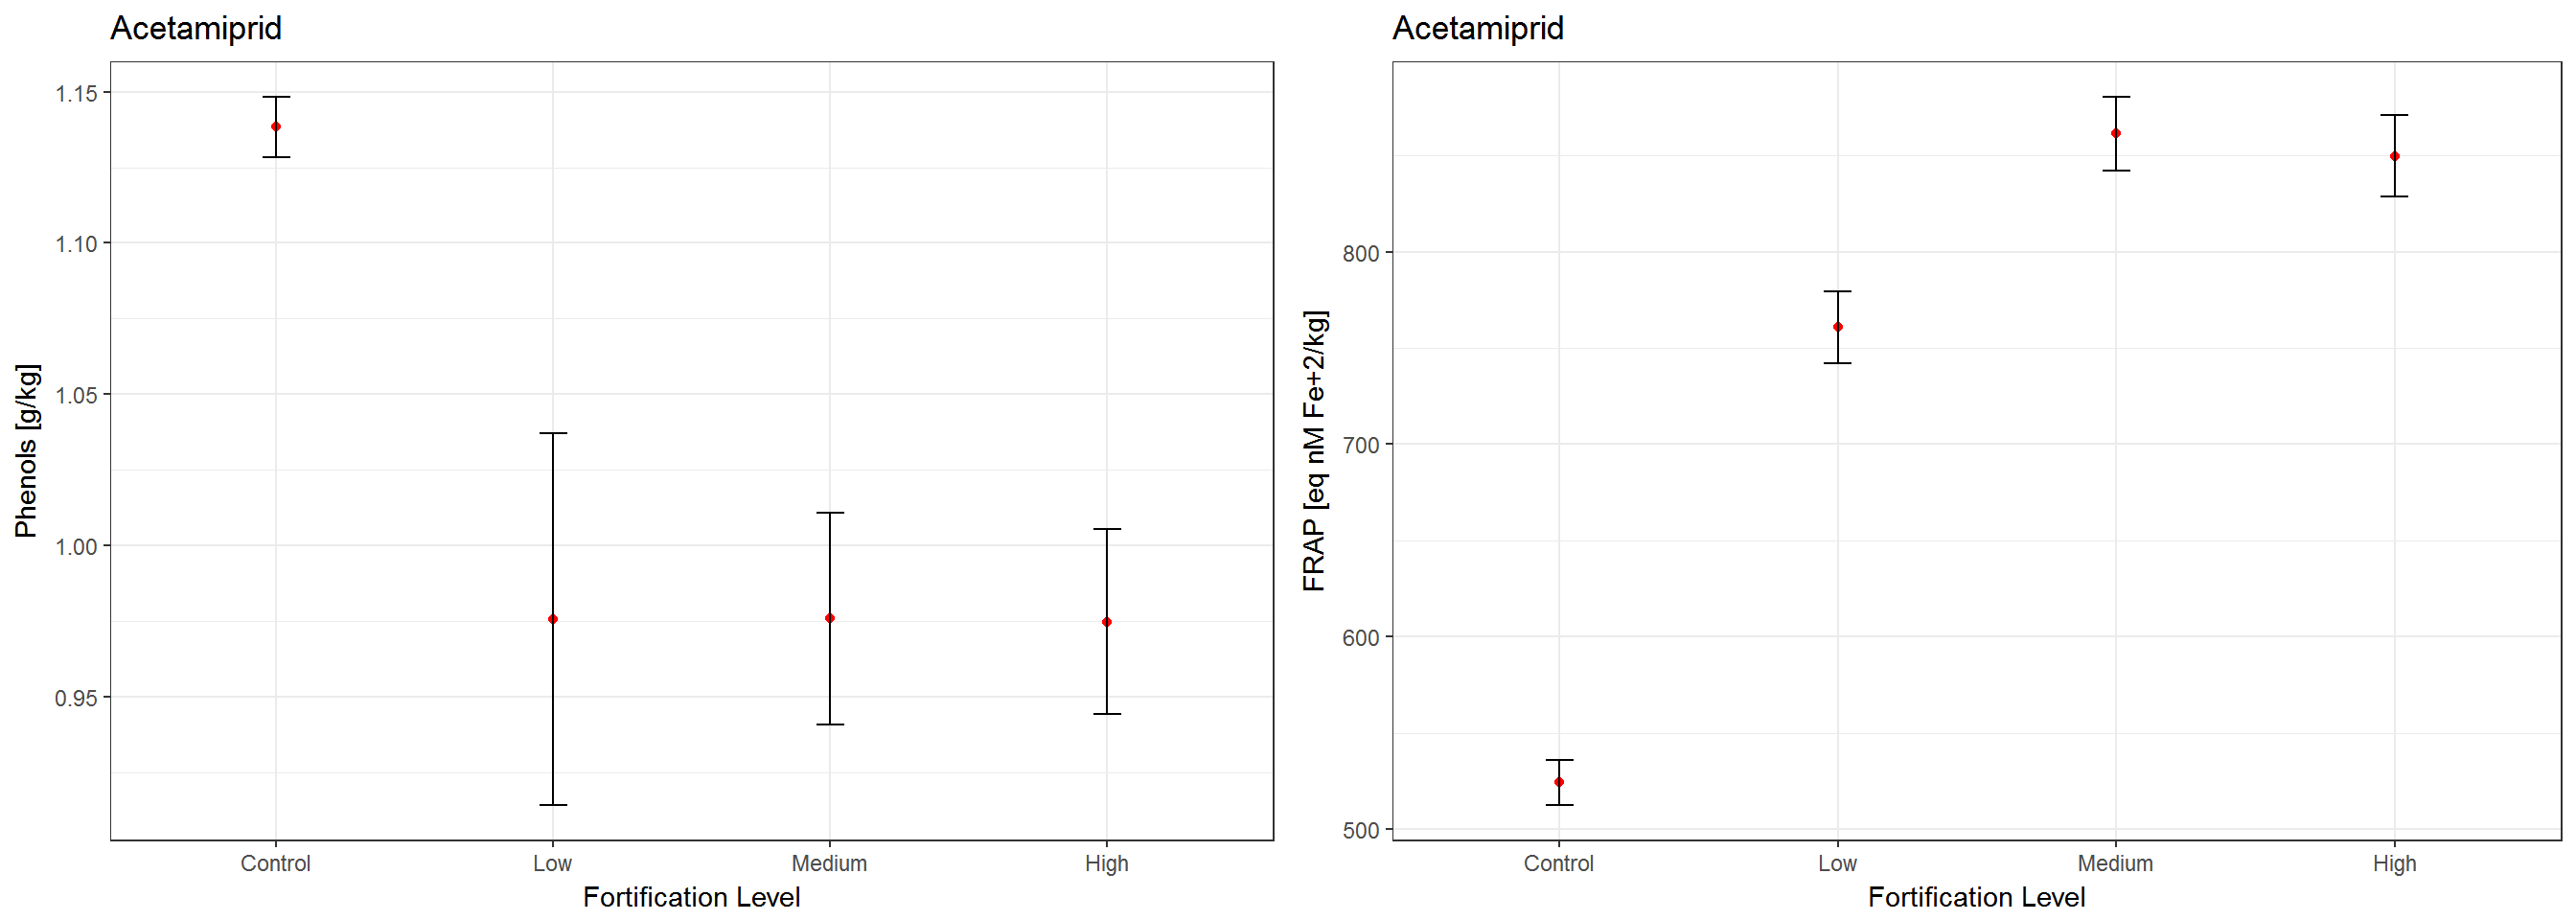 Acetamiprid
Phenols [g/kg]
1.15
1.10
1.05
1.00
0.95
Control Low Medium High
Fortification Level
Acetamiprid
FRAP [eq nM Fe+2/kg]
800
700
600
500
Control Low Medium High
Fortification Level